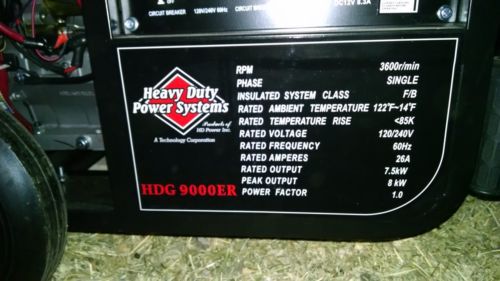 OFF
CIRCUIT BREAKER 120V/240V 60Hz CIRCUIT BREAKER DC12V 8.3A
Heavy Duty
Power Systems
Products of
HD Power Inc.
A Technology Corporation
HDG 9000ER
RPM 3600r/min
PHASE SINGLE
INSULATED SYSTEM CLASS F/B
RATED AMBIENT TEMPERATURE 122°F~14°F
RATED TEMPERATURE RISE <85K
RATED VOLTAGE 120/240V
RATED FREQUENCY 60Hz
RATED AMPERES 26A
RATED OUTPUT 7.5kW
PEAK OUTPUT 8 kW
POWER FACTOR 1.0